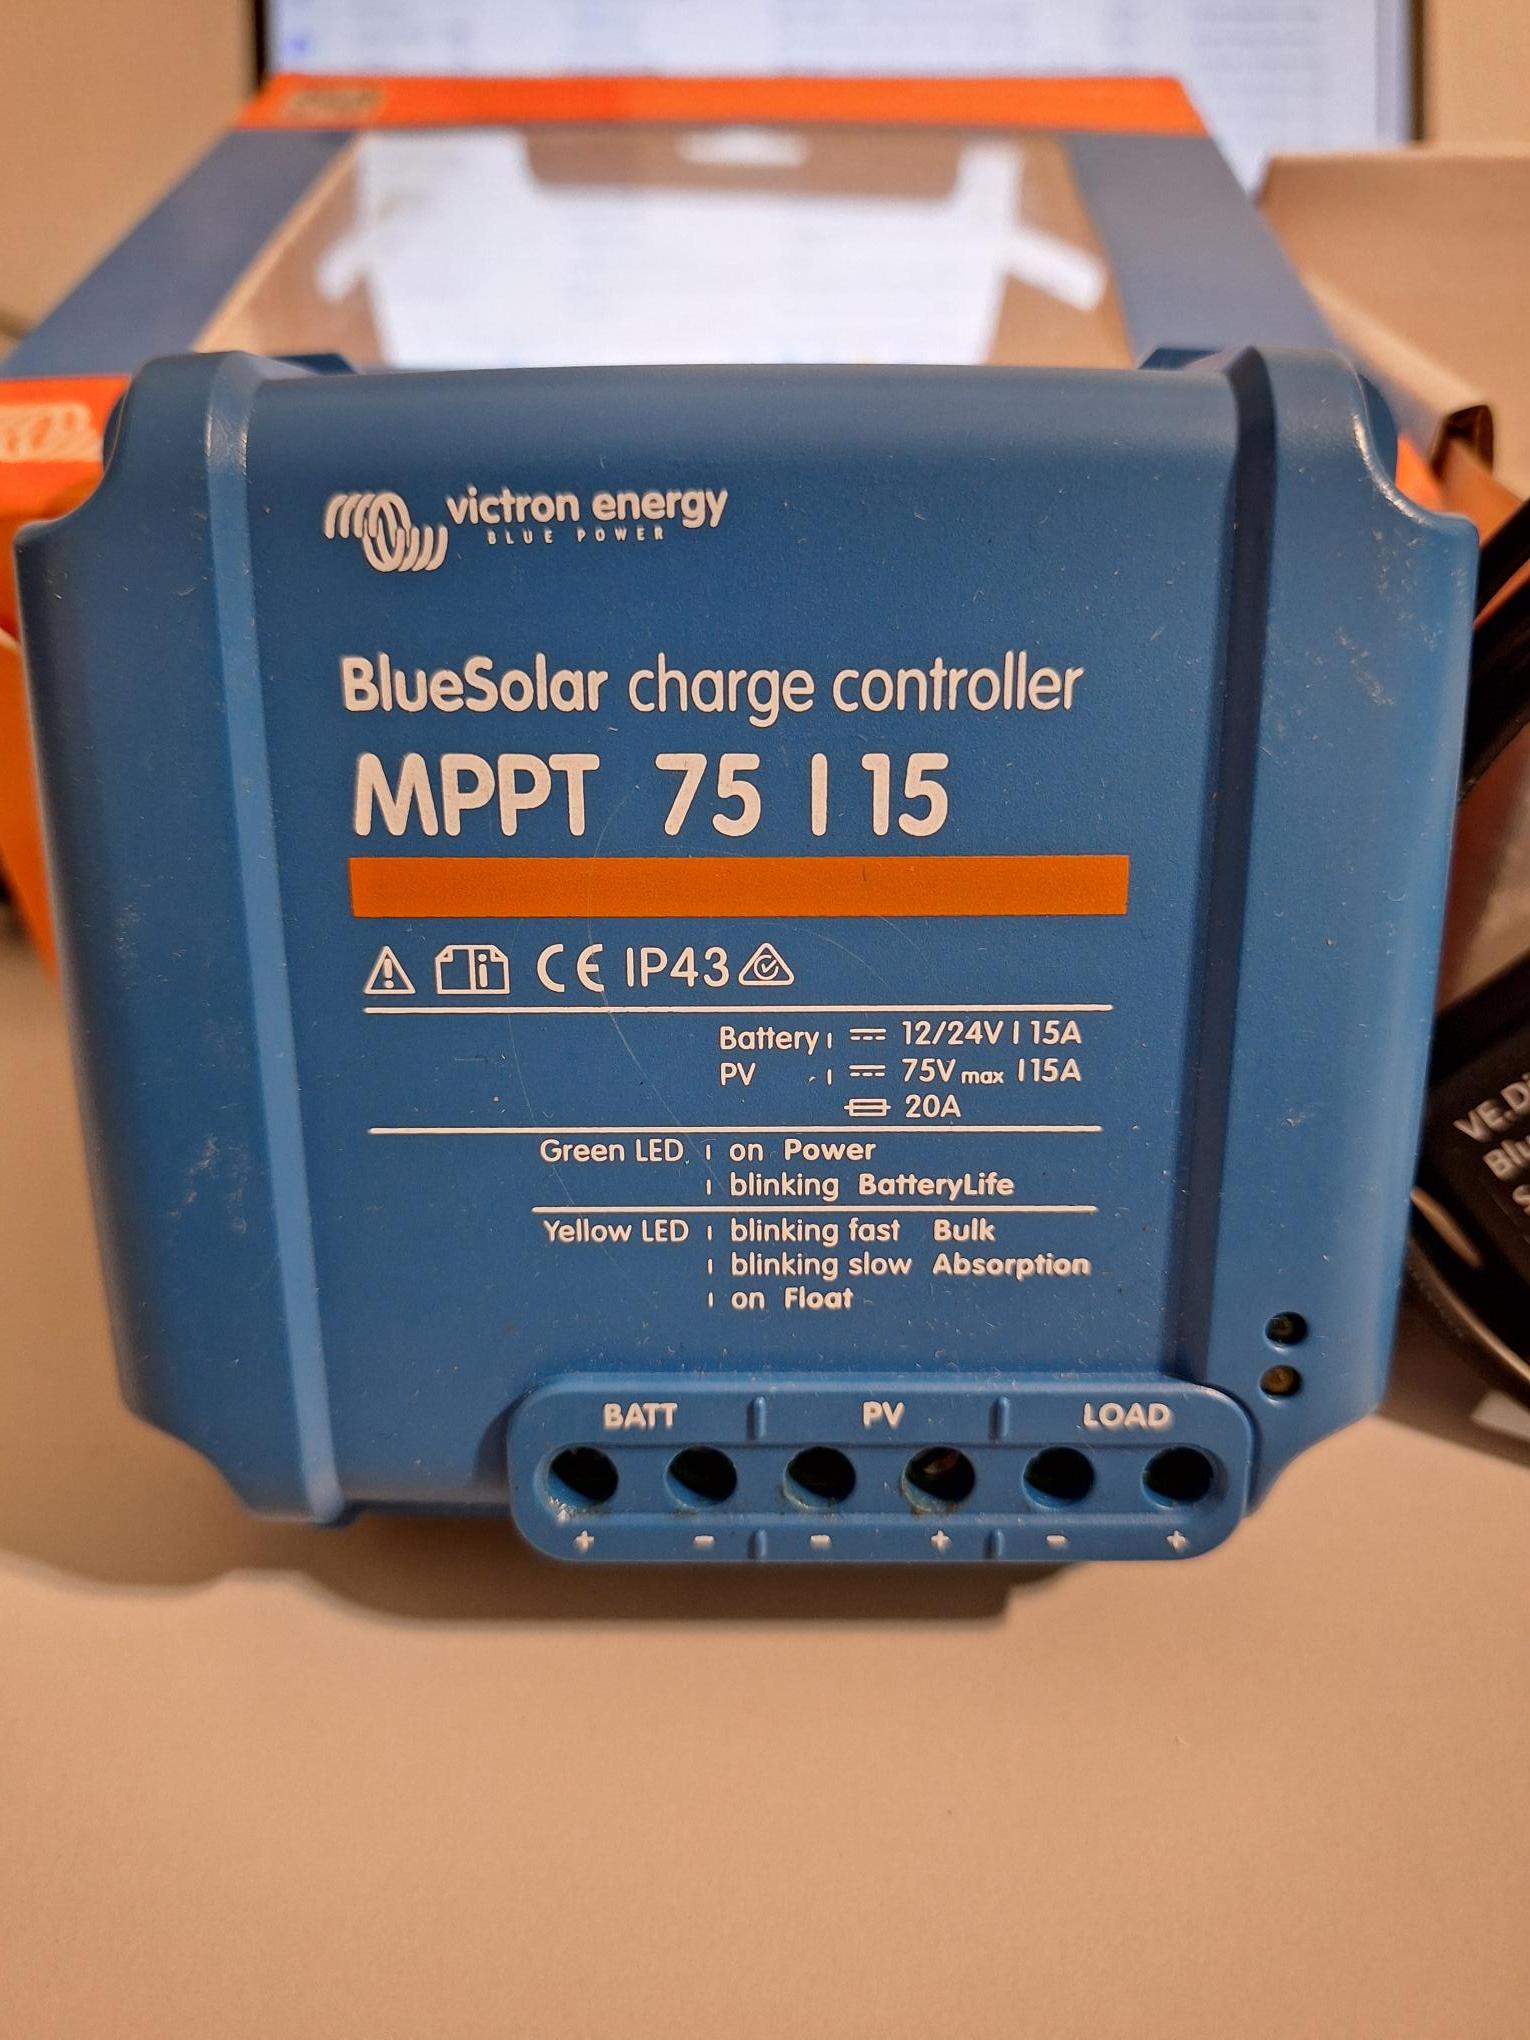 victron energy
BLUE POWER
BlueSolar charge controller
MPPT 75 | 15
CE IP43
Battery | 12/24V | 15A
PV | 75V max | 15A
20A
Green LED | on Power
| blinking BatteryLife
Yellow LED | blinking fast Bulk
| blinking slow Absorption
| on Float
BATT | PV | LOAD
+ - | - + | - +